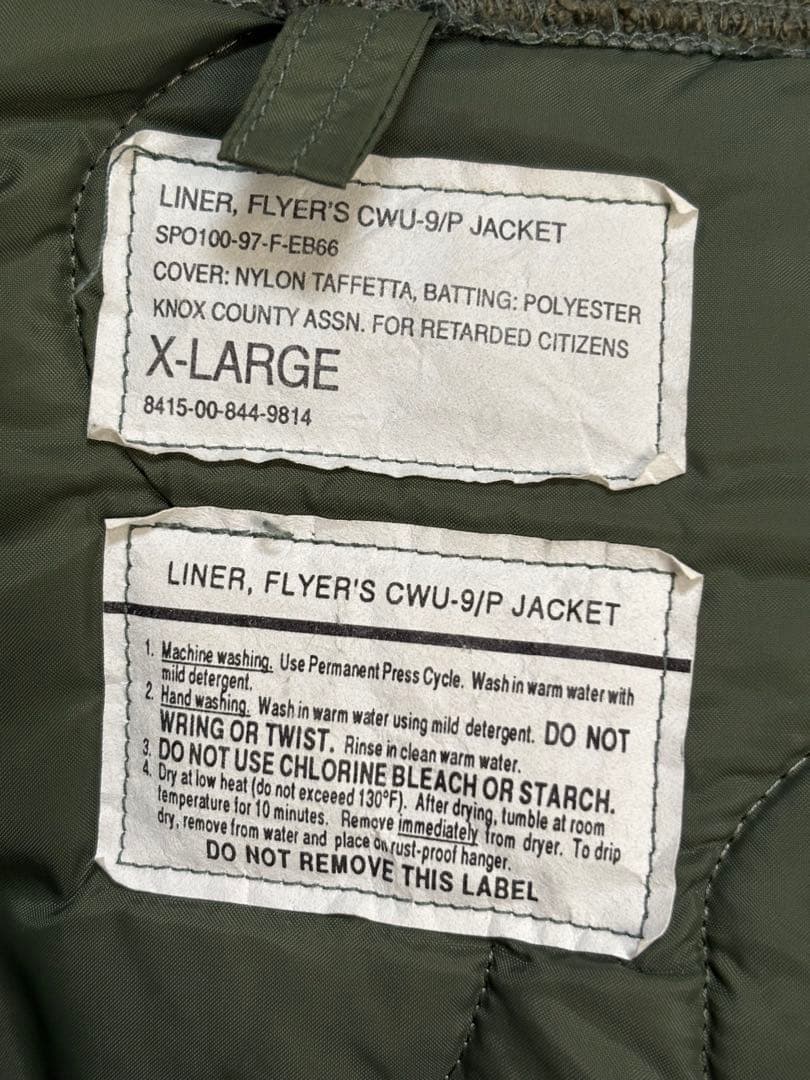 LINER, FLYER'S CWU-9/P JACKET
SPO100-97-F-EB66
COVER: NYLON TAFFETTA, BATTING: POLYESTER
KNOX COUNTY ASSN. FOR RETARDED CITIZENS
X-LARGE
8415-00-844-9814
LINER, FLYER'S CWU-9/P JACKET
1. Machine washing. Use Permanent Press Cycle. Wash in warm water with
mild detergent.
2. Hand washing. Wash in warm water using mild detergent. DO NOT
WRING OR TWIST. Rinse in clean warm water.
3. DO NOT USE CHLORINE BLEACH OR STARCH.
4. Dry at low heat (do not exceeed 130°F). After drying, tumble at room
temperature for 10 minutes. Remove immediately from dryer. To drip
dry, remove from water and place on rust-proof hanger.
DO NOT REMOVE THIS LABEL